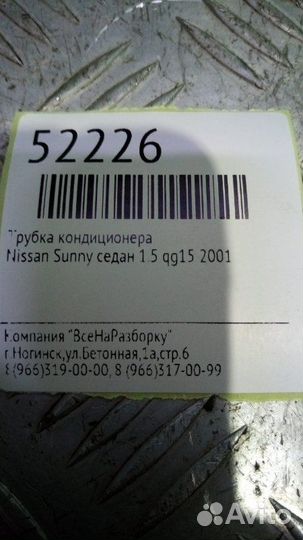 52226
Трубка кондиционера
Nissan Sunny седан 1.5 qg15 2001
Компания "ВсеНаРазборку"
г.Ногинск,ул.Бетонная,1а,стр.6
8(966)319-00-00, 8 (966)317-00-99
Avito